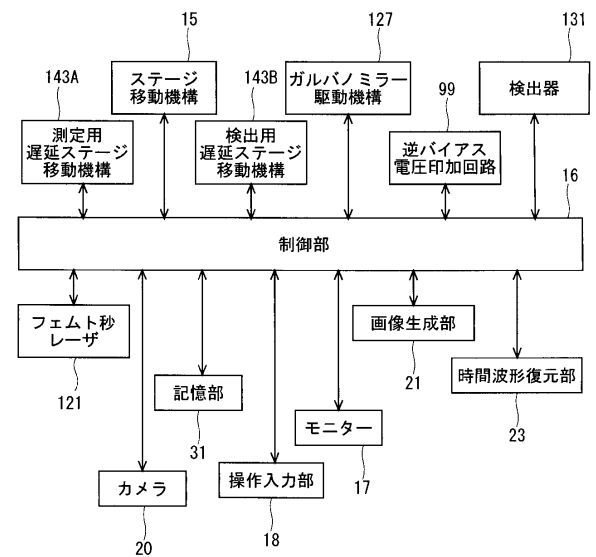 15
127
131
143A
ステージ
移動機構
143B
ガルバノミラー
駆動機構
99
検出器
測定用
遅延ステージ
移動機構
検出用
遅延ステージ
移動機構
逆バイアス
電圧印加回路
16
制御部
フェムト秒
レーザ
121
記憶部
31
画像生成部
21
時間波形復元部
23
モニター
17
カメラ
20
操作入力部
18